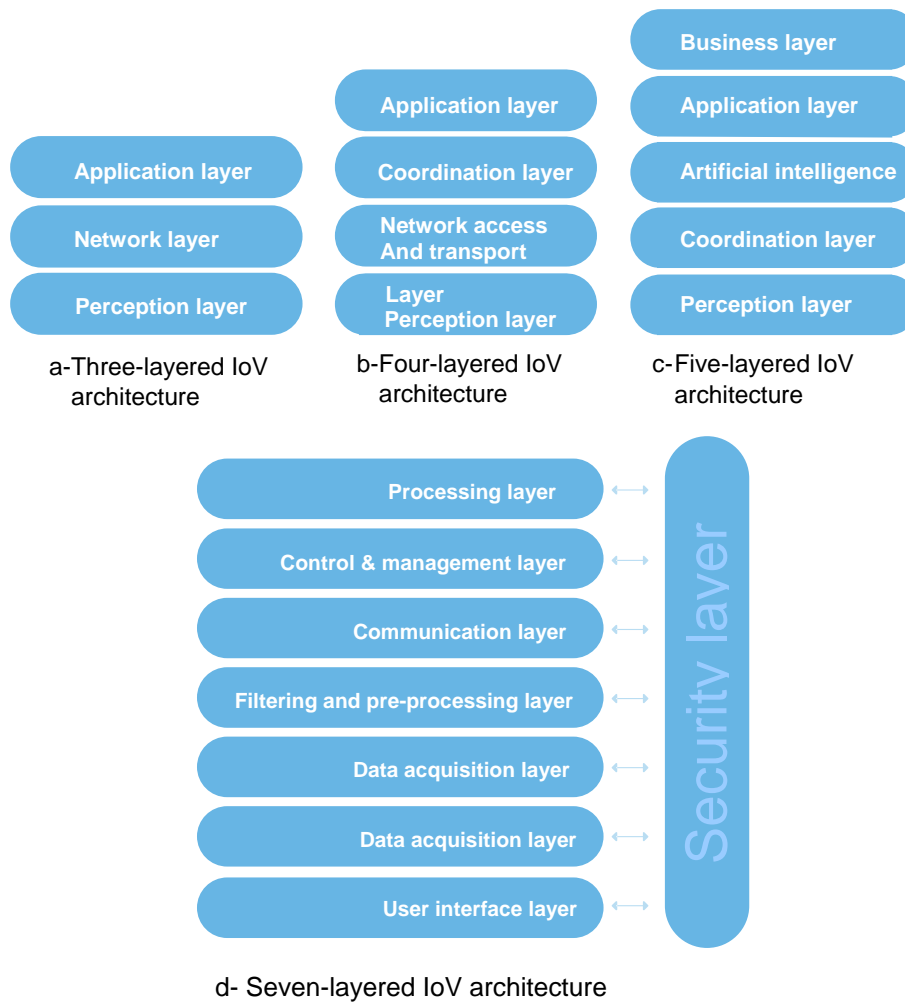 Application layer
Network layer
Perception layer
a-Three-layered IoV
architecture
Application layer
Coordination layer
Network access
And transport
Layer
Perception layer
b-Four-layered IoV
architecture
Business layer
Application layer
Artificial intelligence
Coordination layer
Perception layer
c-Five-layered IoV
architecture
Processing layer
Control & management layer
Communication layer
Filtering and pre-processing layer
Data acquisition layer
Data acquisition layer
User interface layer
Security layer
d- Seven-layered IoV architecture